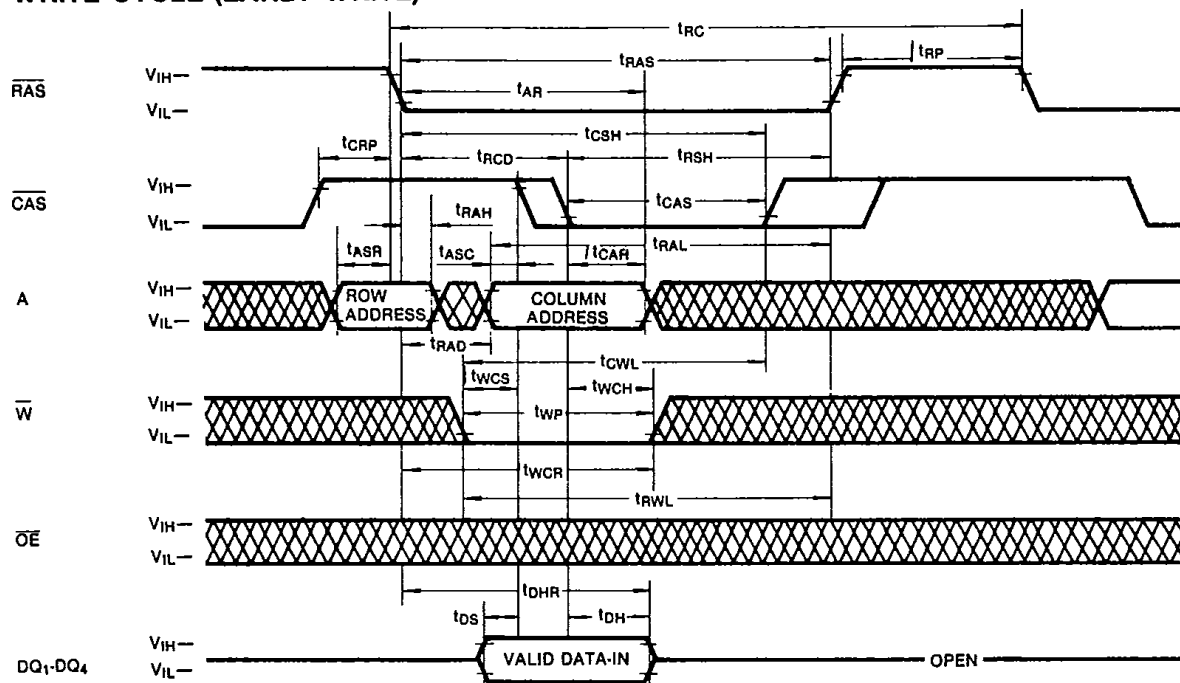 WRITE CYCLE (EARLY WRITE)
tRC
tRAS
tRP
VIH
RAS
tAR
VIL
tCSH
tCRP
tRCD
tRSH
VIH
CAS
tCAS
VIL
tRAH
tRAL
tASR
tASC
tCAH
VIH
A
ROW ADDRESS
COLUMN ADDRESS
VIL
tRAD
tCWL
tWCS
tWCH
VIH
W
tWP
VIL
tWCR
tRWL
VIH
OE
VIL
tDHR
tDS
tDH
VIH
DQ1-DQ4
VALID DATA-IN
OPEN
VIL